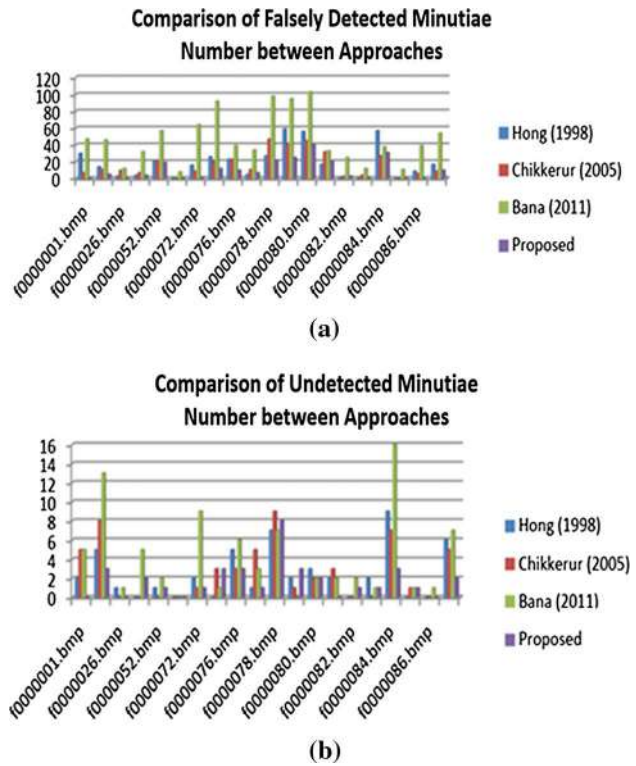 Comparison of Falsely Detected Minutiae
Number between Approaches
120
100
80
60
40
20
0
Hong (1998)
Chikkerur (2005)
Bana (2011)
Proposed
f0000001.bmp
f0000026.bmp
f0000052.bmp
f0000072.bmp
f0000076.bmp
f0000078.bmp
f0000080.bmp
f0000082.bmp
f0000084.bmp
f0000086.bmp
(a)
Comparison of Undetected Minutiae
Number between Approaches
16
14
12
10
8
6
4
2
0
Hong (1998)
Chikkerur (2005)
Bana (2011)
Proposed
f0000001.bmp
f0000026.bmp
f0000052.bmp
f0000072.bmp
f0000076.bmp
f0000078.bmp
f0000080.bmp
f0000082.bmp
f0000084.bmp
f0000086.bmp
(b)